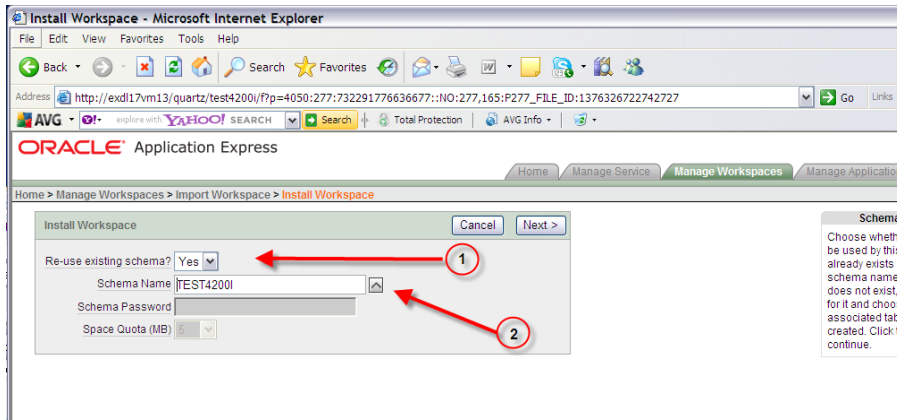 Install Workspace - Microsoft Internet Explorer
File Edit View Favorites Tools Help
Back Search Favorites
Address http://exdl17vm13/quartz/test4200i/f?p=4050:277:732291776636677::NO:277,165:P277_FILE_ID:1376326722742727 Go Links
AVG explore with YAHOO! SEARCH Search Total Protection AVG Info
ORACLE Application Express
Home Manage Service Manage Workspaces Manage Applicatio
Home > Manage Workspaces > Import Workspace > Install Workspace
Install Workspace Cancel Next >
Re-use existing schema? Yes 1
Schema Name TEST4200I
Schema Password
Space Quota (MB) 5 2
Schema
Choose wheth
be used by this
already exists
schema name
does not exist,
for it and choo
associated tab
created. Click
continue.